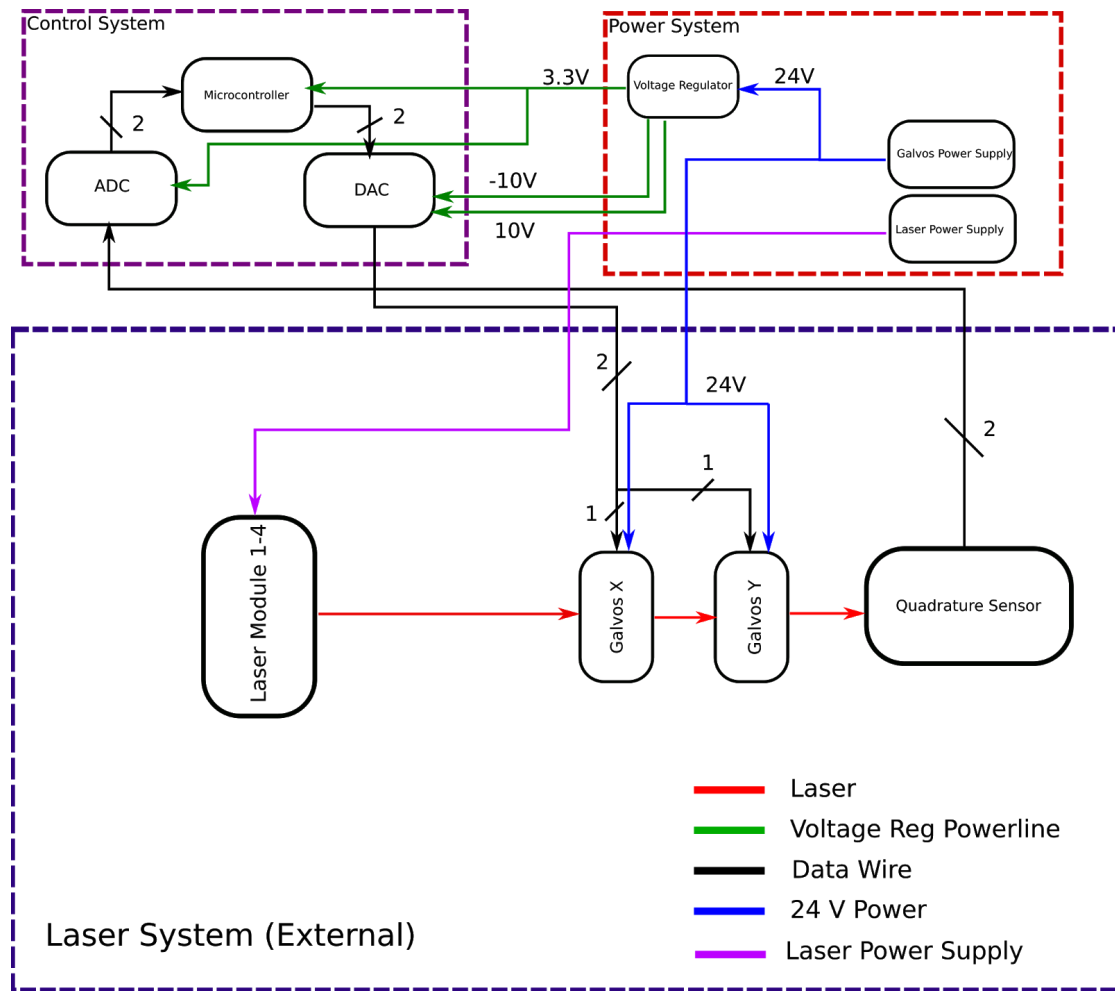 Control System
Power System
Microcontroller
3.3V
Voltage Regulator
24V
2
2
Galvos Power Supply
ADC
DAC
-10V
10V
Laser Power Supply
2
24V
2
1
1
Laser Module 1-4
Galvos X
Galvos Y
Quadrature Sensor
Laser
Voltage Reg Powerline
Data Wire
24 V Power
Laser Power Supply
Laser System (External)